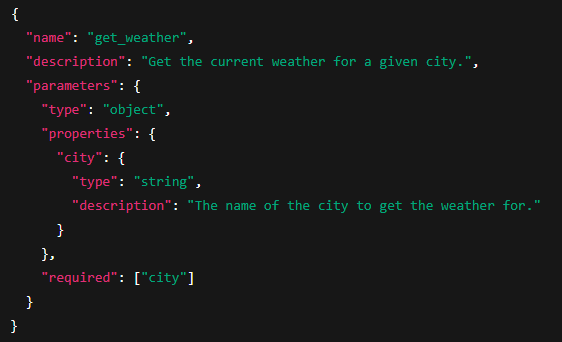 {
  "name": "get_weather",
  "description": "Get the current weather for a given city.",
  "parameters": {
    "type": "object",
    "properties": {
      "city": {
        "type": "string",
        "description": "The name of the city to get the weather for."
      }
    },
    "required": ["city"]
  }
}